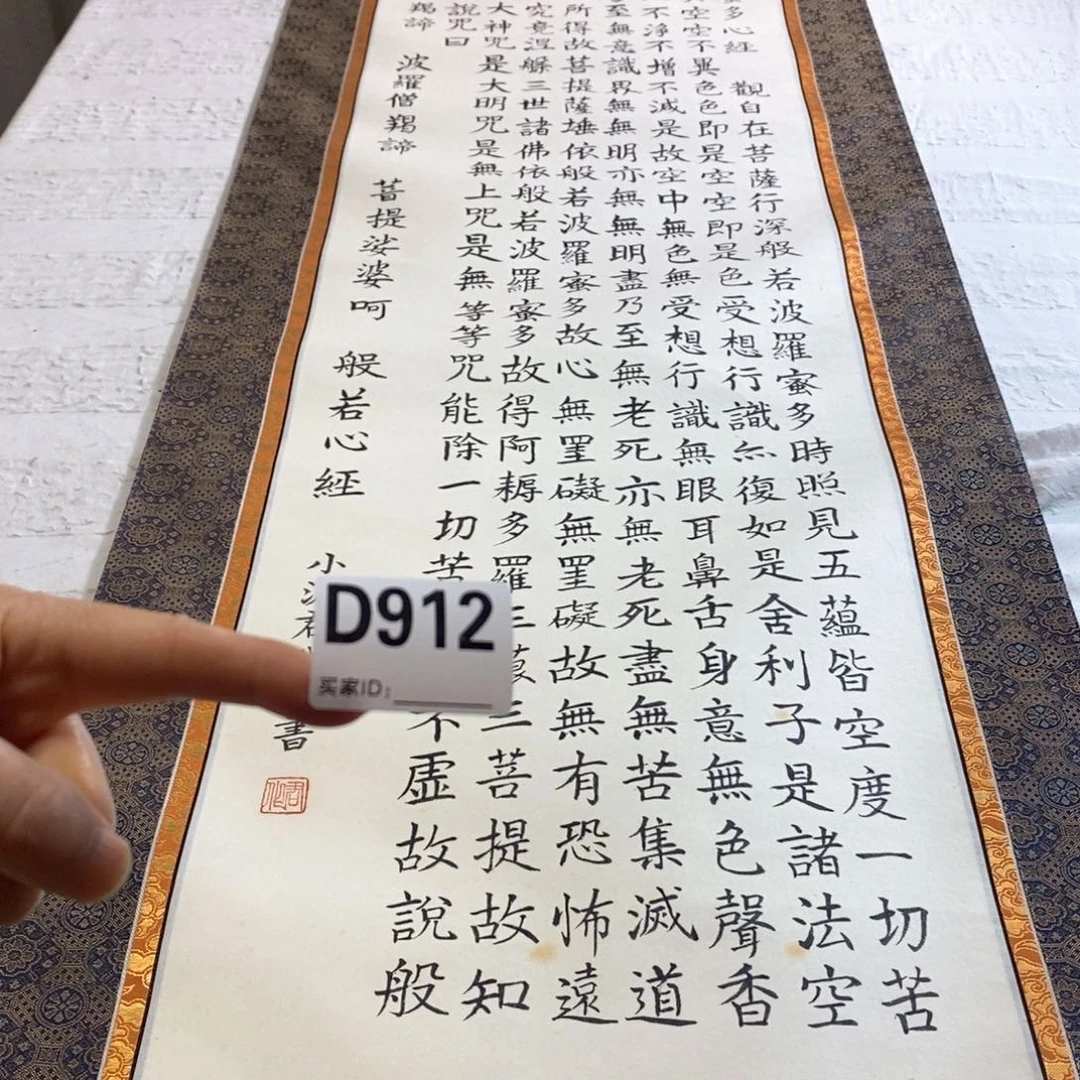 多心経 觀自在菩薩行深般若波羅蜜多時照見五蘊皆空度一切苦
空空不異色色即是空空即是色受想行識亦復如是舍利子是諸法空
不淨不增不減是故空中無色無受想行識無眼耳鼻舌身意無色聲香
至無意識界無無明亦無無明盡乃至無老死亦無老死盡無苦集滅道
所得故菩提薩埵依般若波羅蜜多故心無罣礙無罣礙故無有恐怖遠
究竟涅槃三世諸佛依般若波羅蜜多故得阿耨多羅三藐三菩提故知
大神咒是大明咒是無上咒是無等等咒能除一切苦不虛故說般
說咒曰
羯諦 波羅僧羯諦 菩提娑婆呵 般若心経 小 書
D912
买家ID: